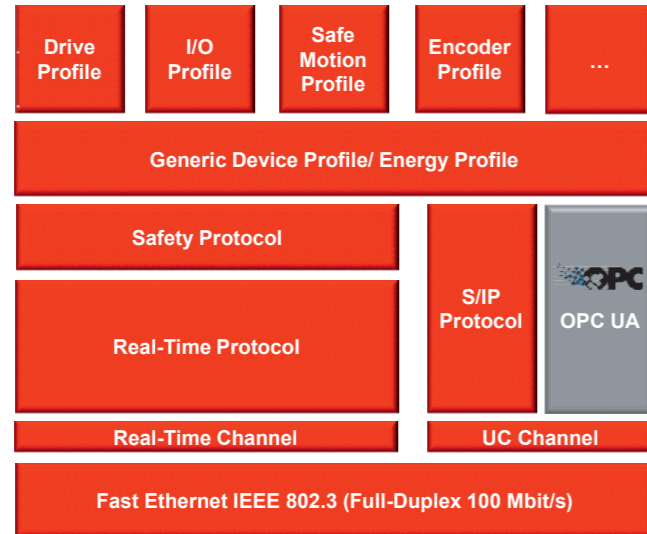 Drive
Profile
I/O
Profile
Safe
Motion
Profile
Encoder
Profile
...
Generic Device Profile/ Energy Profile
Safety Protocol
Real-Time Protocol
S/IP
Protocol
OPC
OPC UA
Real-Time Channel
UC Channel
Fast Ethernet IEEE 802.3 (Full-Duplex 100 Mbit/s)